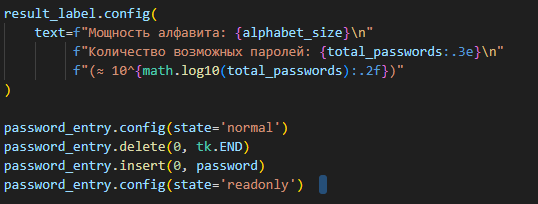 result_label.config(
    text=f"Мощность алфавита: {alphabet_size}\n"
         f"Количество возможных паролей: {total_passwords:.3e}\n"
         f"(≈ 10^{math.log10(total_passwords):.2f})"
)

password_entry.config(state='normal')
password_entry.delete(0, tk.END)
password_entry.insert(0, password)
password_entry.config(state='readonly')